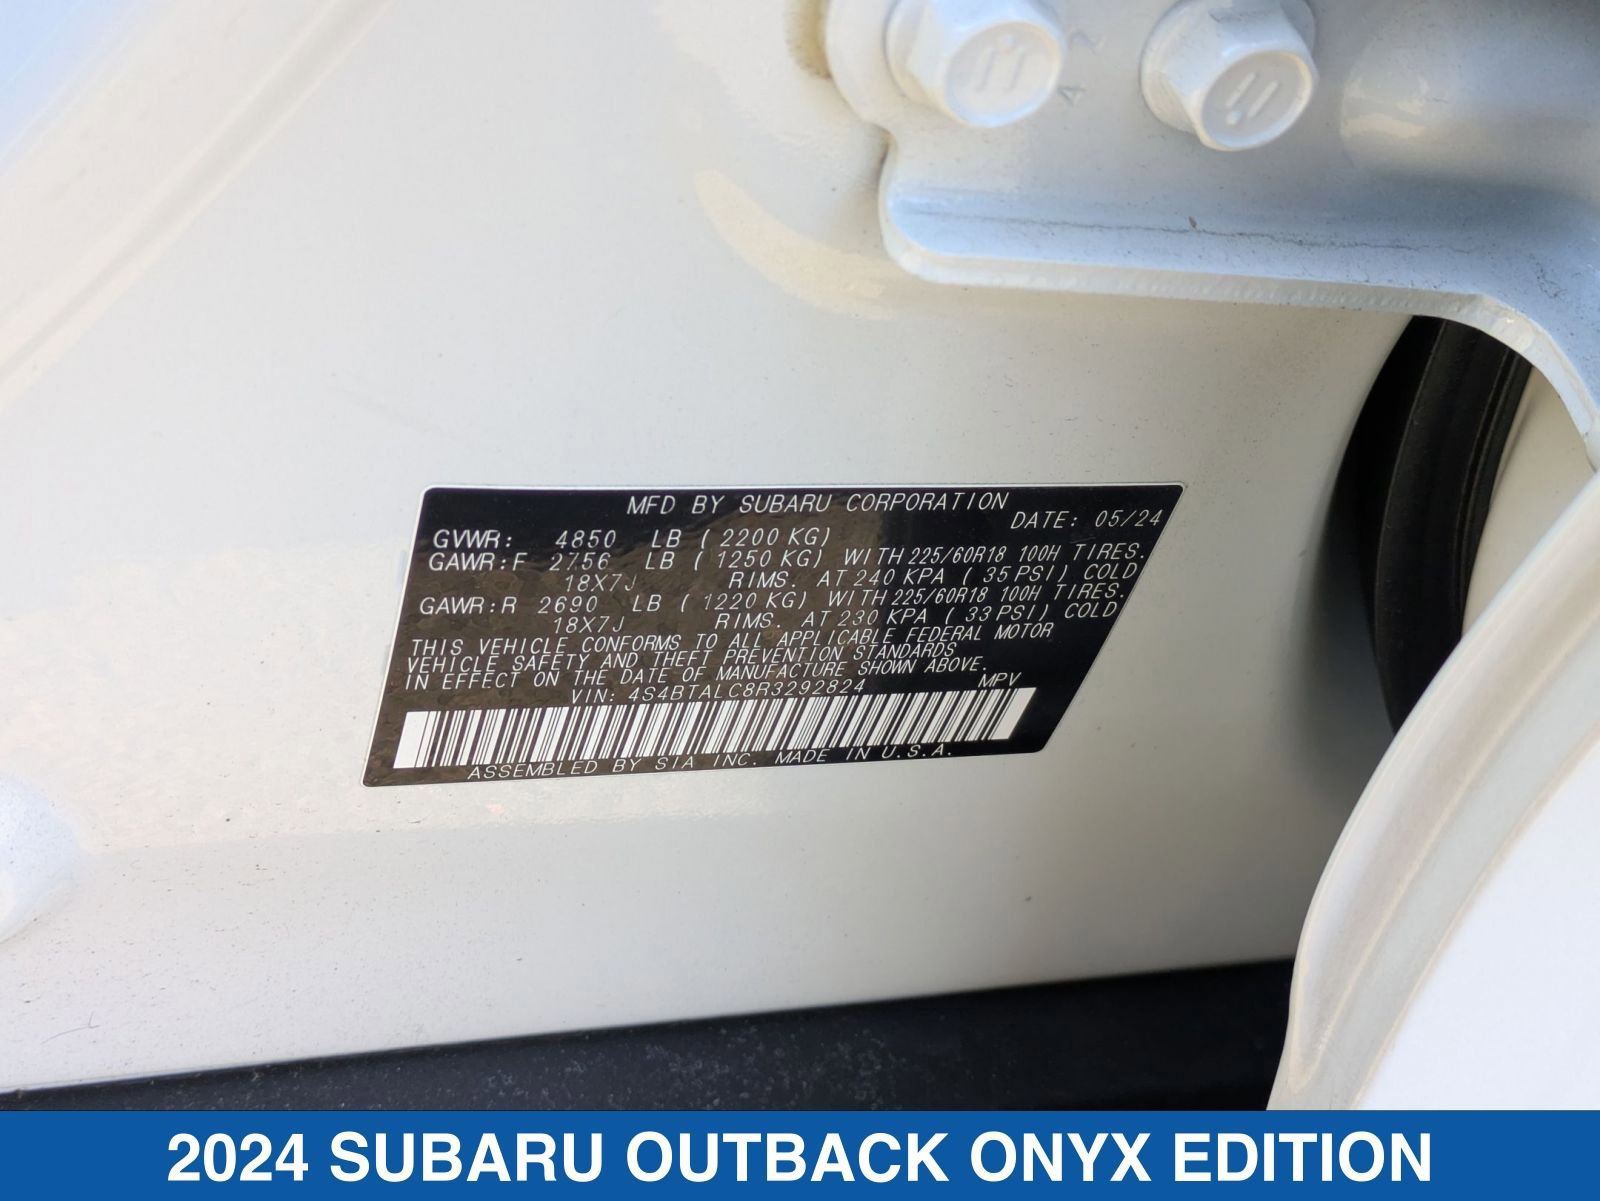 42
MFD BY SUBARU CORPORATION
DATE: 05/24
GVWR: 4850 LB ( 2200 KG)
GAWR:F 2756 LB ( 1250 KG) WITH 225/60R18 100H TIRES.
18X7J RIMS. AT 240 KPA ( 35 PSI) COLD
GAWR:R 2690 LB ( 1220 KG) WITH 225/60R18 100H TIRES.
18X7J RIMS. AT 230 KPA ( 33 PSI) COLD
THIS VEHICLE CONFORMS TO ALL APPLICABLE FEDERAL MOTOR
VEHICLE SAFETY AND THEFT PREVENTION STANDARDS
IN EFFECT ON THE DATE OF MANUFACTURE SHOWN ABOVE.
VIN: 4S4BTALC8R3292824 MPV
ASSEMBLED BY SIA INC. MADE IN U.S.A.
2024 SUBARU OUTBACK ONYX EDITION